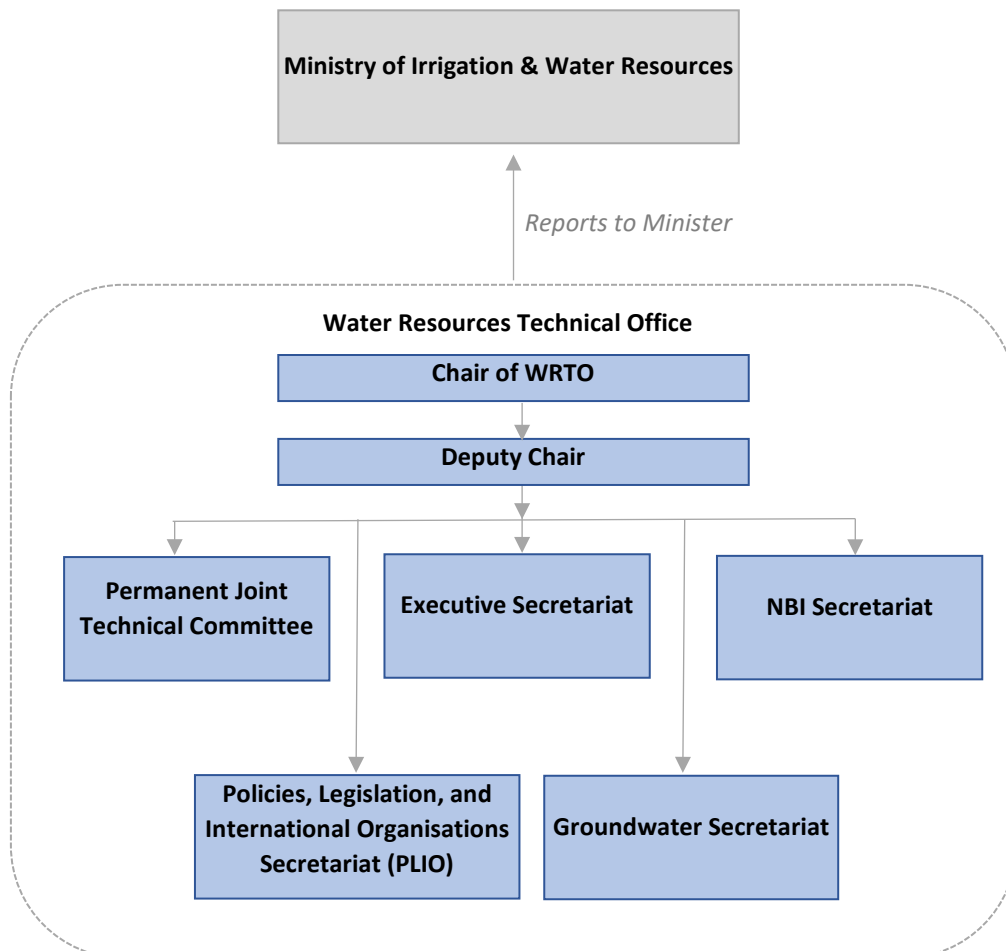 Ministry of Irrigation & Water Resources
Reports to Minister
Water Resources Technical Office
Chair of WRTO
Deputy Chair
Permanent Joint
Technical Committee
Executive Secretariat
NBI Secretariat
Policies, Legislation, and
International Organisations
Secretariat (PLIO)
Groundwater Secretariat